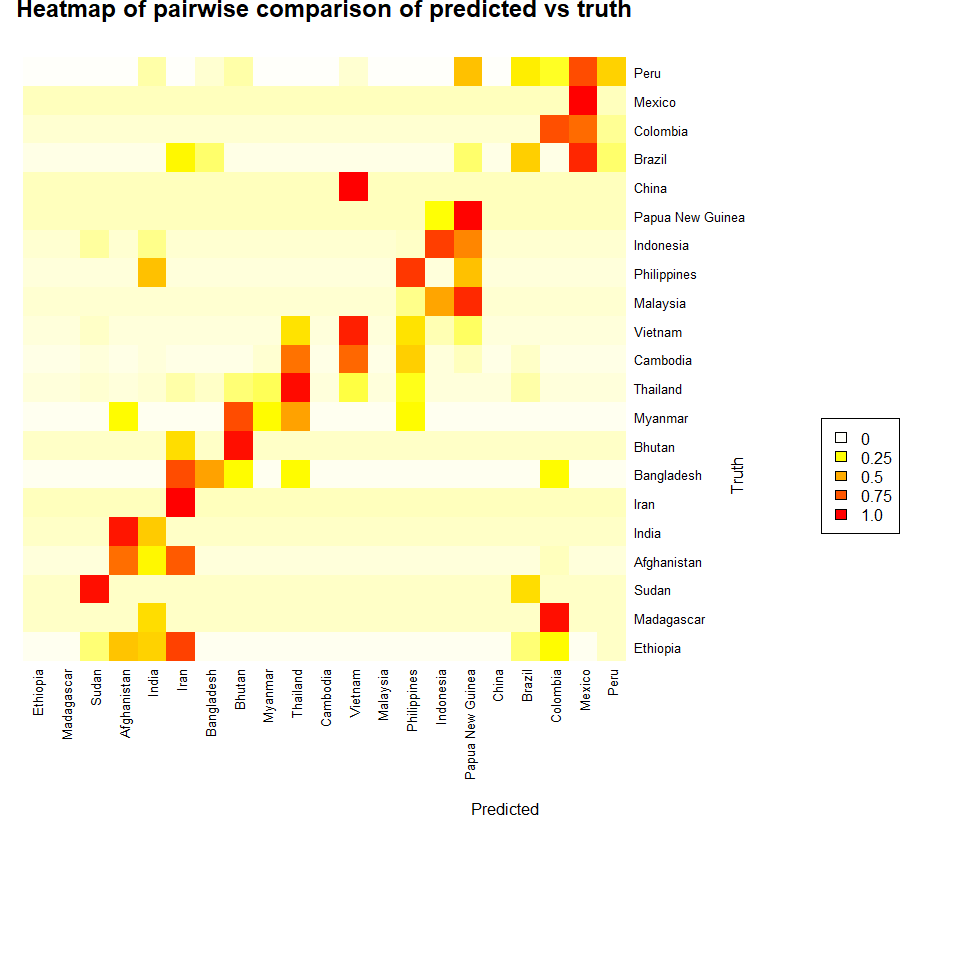 Heatmap of pairwise comparison of predicted vs truth
Peru
Mexico
Colombia
Brazil
China
Papua New Guinea
Indonesia
Philippines
Malaysia
Vietnam
Cambodia
Thailand
Myanmar
Bhutan
Bangladesh
Iran
India
Afghanistan
Sudan
Madagascar
Ethiopia
Truth
0
0.25
0.5
0.75
1.0
Ethiopia
Madagascar
Sudan
Afghanistan
India
Iran
Bangladesh
Bhutan
Myanmar
Thailand
Cambodia
Vietnam
Malaysia
Philippines
Indonesia
Papua New Guinea
China
Brazil
Colombia
Mexico
Peru
Predicted